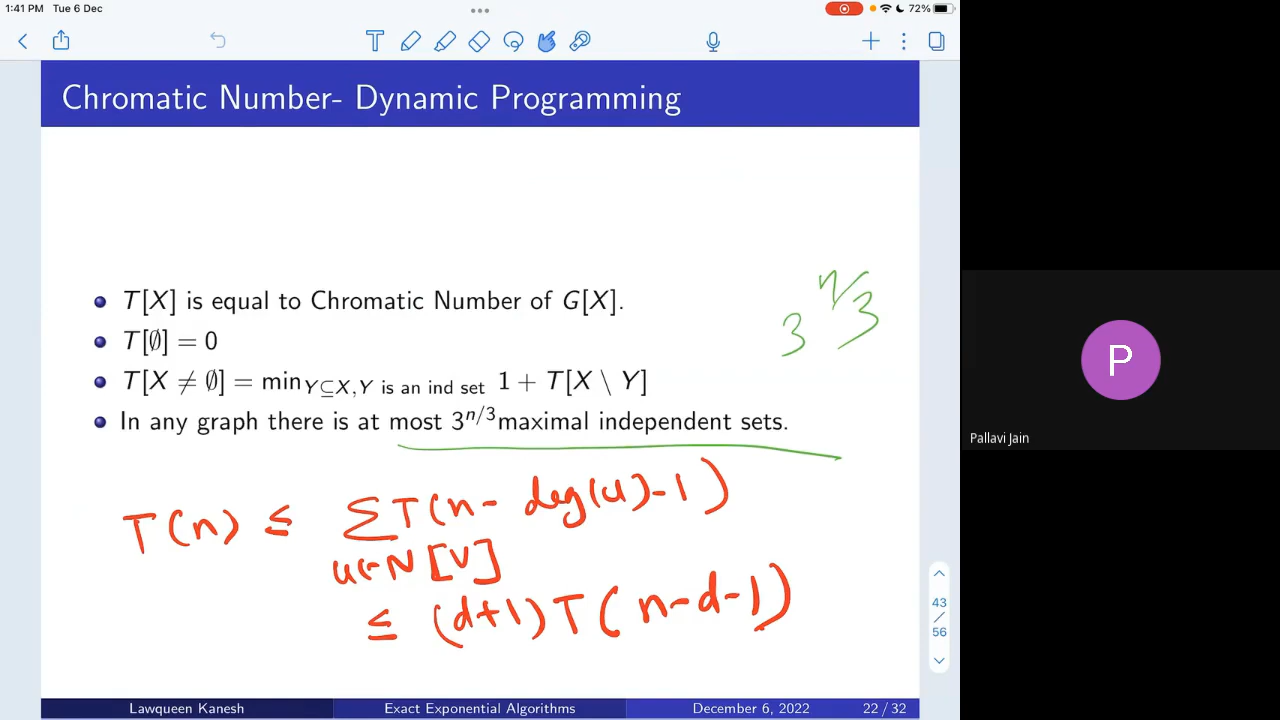 1:41 PM Tue 6 Dec
72%
Chromatic Number- Dynamic Programming
T[X] is equal to Chromatic Number of G[X].
T[∅] = 0
T[X ≠ ∅] = min_{Y⊆X,Y is an ind set} 1 + T[X \ Y]
In any graph there is at most 3^{n/3} maximal independent sets.
3^{n/3}
T(n) ≤ ∑ T(n- deg(u)-1)
u∈N[v]
≤ (d+1)T(n-d-1)
43
/
56
Lawqueen Kanesh Exact Exponential Algorithms December 6, 2022 22 / 32
P
Pallavi Jain